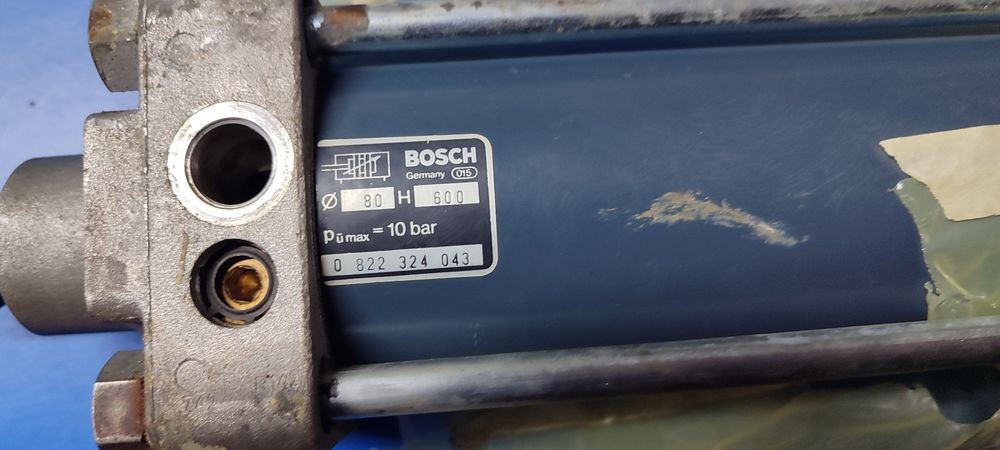 BOSCH
Germany 015
Ø 80 H 600
pü max = 10 bar
0 822 324 043